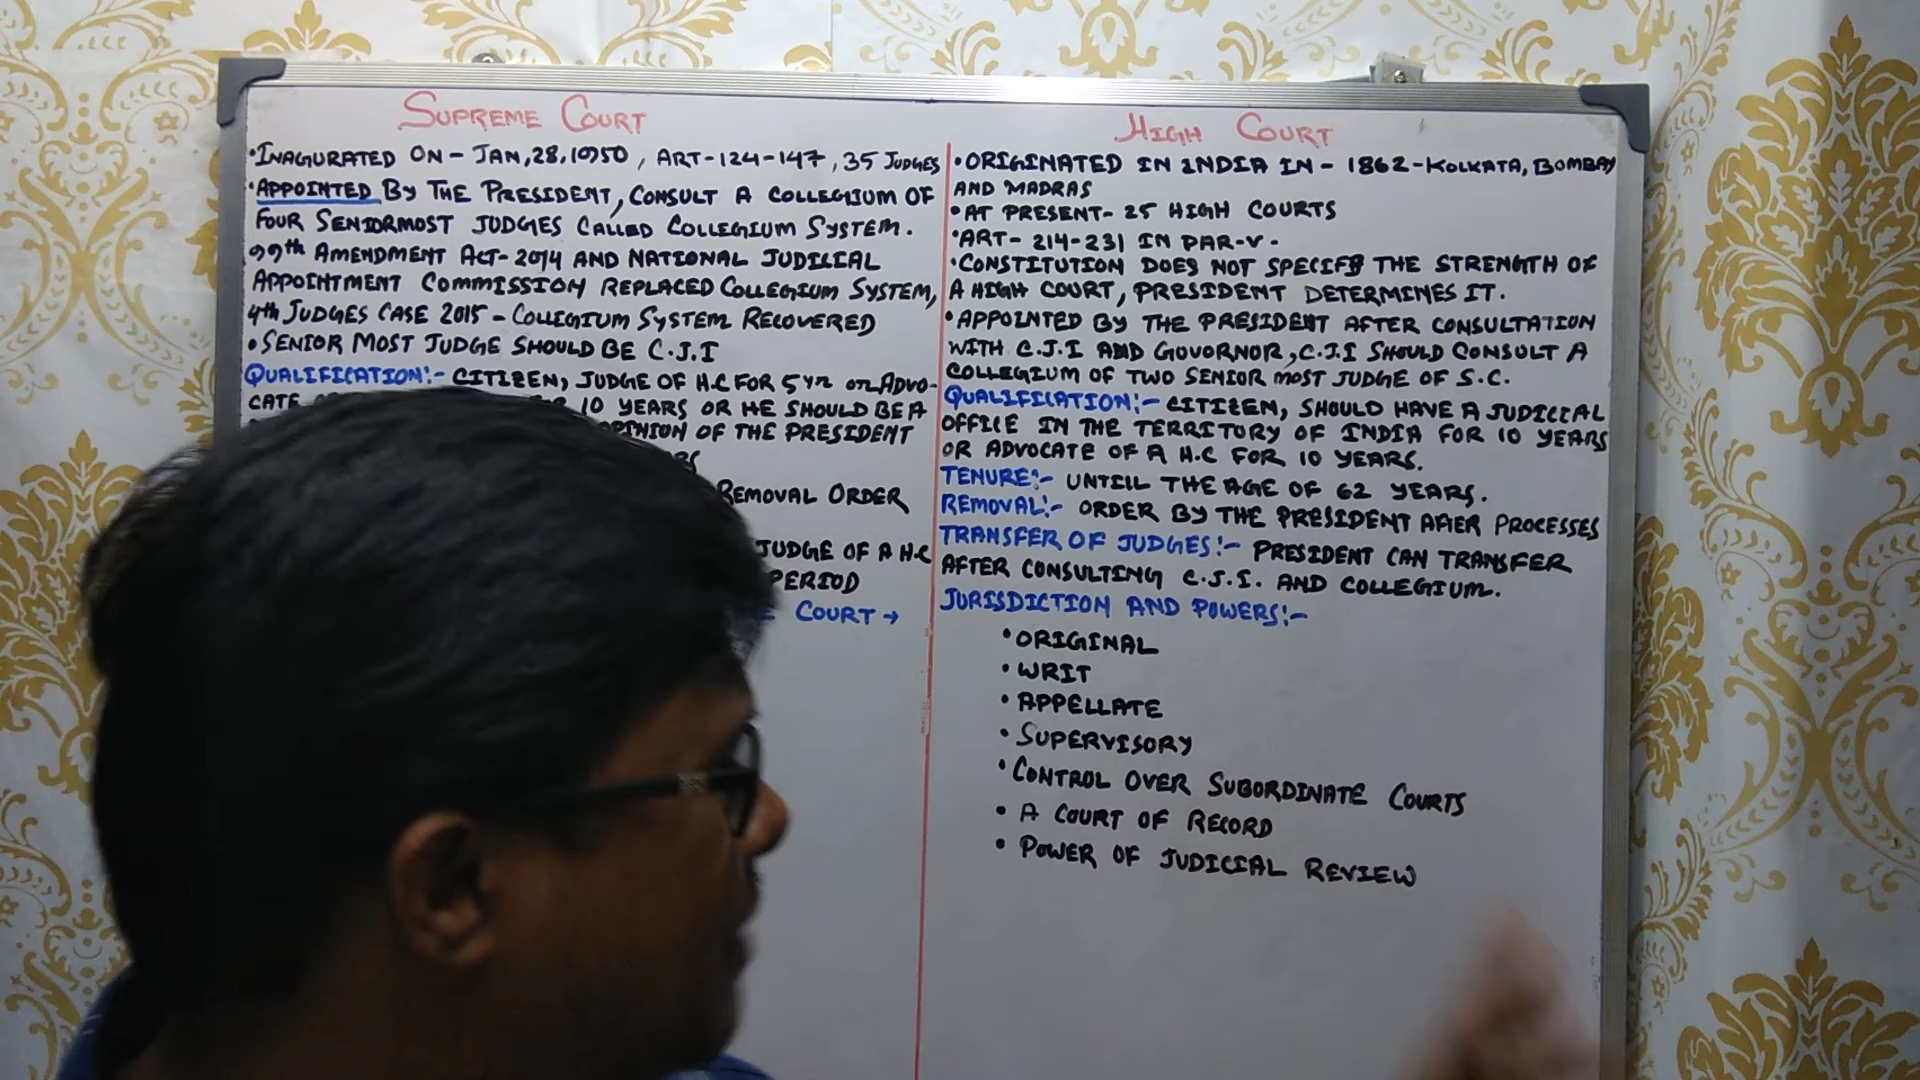 SUPREME COURT
•INAGURATED ON - JAN,28,1950, ART-124-147, 35 JUDGES
•APPOINTED BY THE PRESIDENT, CONSULT A COLLEGIUM OF
FOUR SENIORMOST JUDGES CALLED COLLEGIUM SYSTEM.
99th AMENDMENT ACT-2014 AND NATIONAL JUDICIAL
APPOINTMENT COMMISSION REPLACED COLLEGIUM SYSTEM,
4th JUDGES CASE 2015 - COLLEGIUM SYSTEM RECOVERED
•SENIOR MOST JUDGE SHOULD BE C.J.I
QUALIFICATION:- CITIZEN, JUDGE OF H.C FOR 5 YR OR ADVO-
CATE 10 YEARS OR HE SHOULD BE A
OPINION OF THE PRESIDENT
REMOVAL ORDER
JUDGE OF A H.C
PERIOD
COURT →
HIGH COURT
•ORIGINATED IN INDIA IN - 1862-KOLKATA, BOMBAY
AND MADRAS
•AT PRESENT- 25 HIGH COURTS
•ART- 214-231 IN PAR-V-
•CONSTITUTION DOES NOT SPECIFY THE STRENGTH OF
A HIGH COURT, PRESIDENT DETERMINES IT.
•APPOINTED BY THE PRESIDENT AFTER CONSULTATION
WITH C.J.I AND GOVORNOR, C.J.I SHOULD CONSULT A
COLLEGIUM OF TWO SENIOR MOST JUDGE OF S.C.
QUALIFICATION:- CITIZEN, SHOULD HAVE A JUDICIAL
OFFICE IN THE TERRITORY OF INDIA FOR 10 YEARS
OR ADVOCATE OF A H.C FOR 10 YEARS.
TENURE:- UNTIIL THE AGE OF 62 YEARS.
REMOVAL:- ORDER BY THE PRESIDENT AFTER PROCESSES
TRANSFER OF JUDGES:- PRESIDENT CAN TRANSFER
AFTER CONSULTING C.J.I. AND COLLEGIUM.
JURISDICTION AND POWERS:-
•ORIGINAL
•WRIT
•APPELLATE
•SUPERVISORY
•CONTROL OVER SUBORDINATE COURTS
•A COURT OF RECORD
•POWER OF JUDICIAL REVIEW